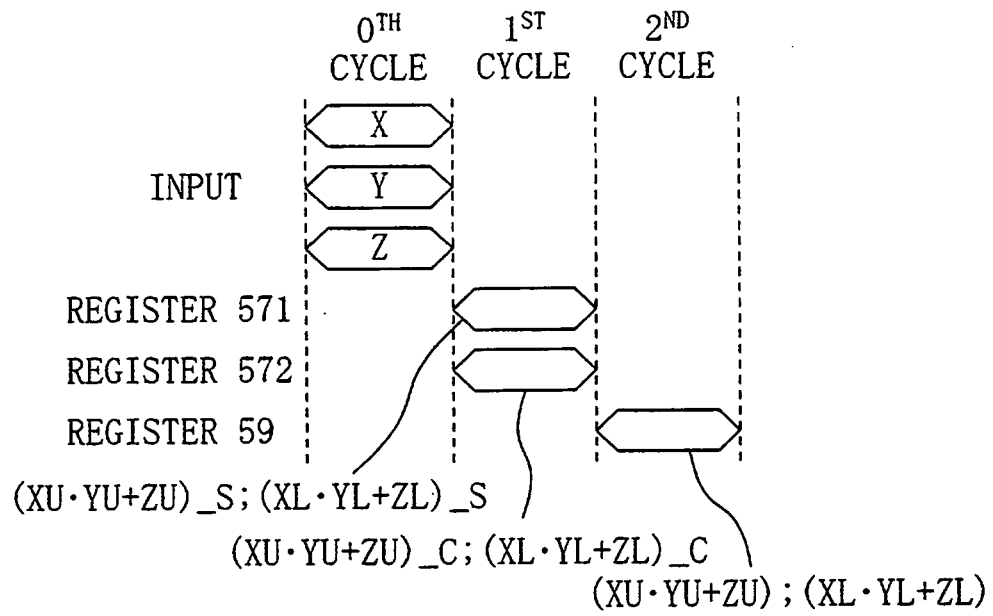 0TH CYCLE
1ST CYCLE
2ND CYCLE
X
INPUT Y
Z
REGISTER 571
REGISTER 572
REGISTER 59
(XU·YU+ZU)_S;(XL·YL+ZL)_S
(XU·YU+ZU)_C;(XL·YL+ZL)_C
(XU·YU+ZU);(XL·YL+ZL)